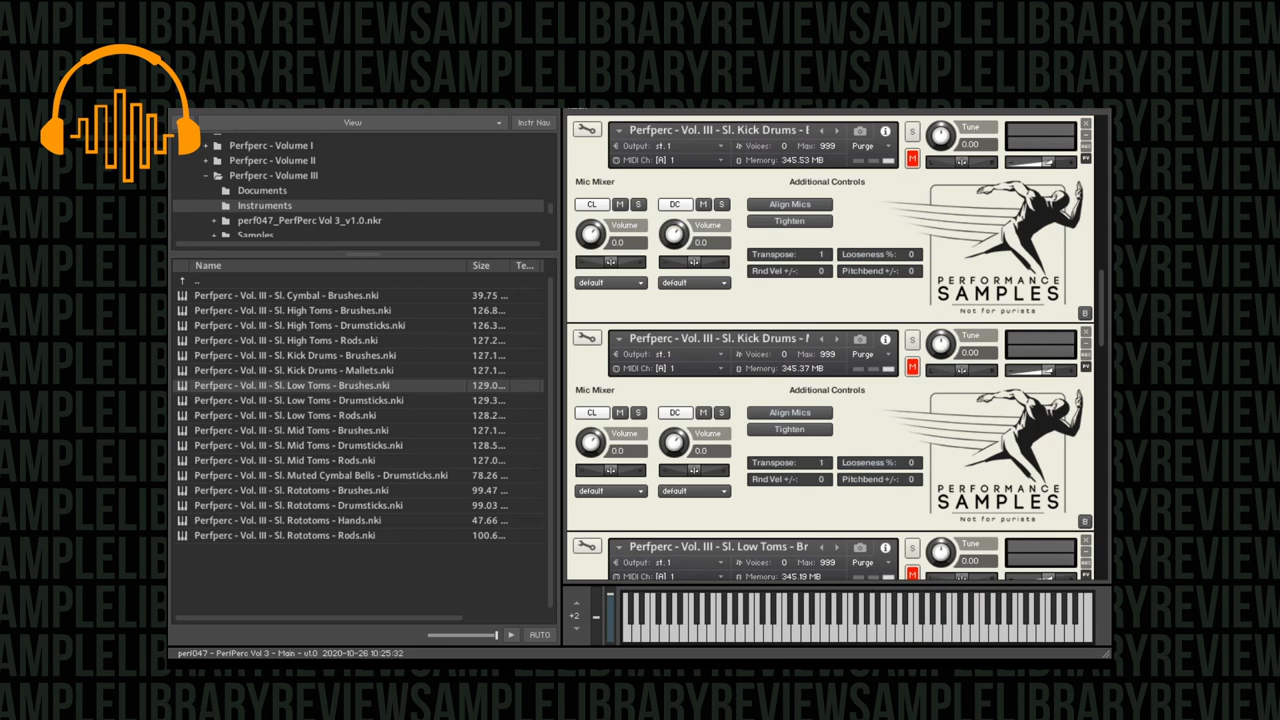 SAMPLELIBRARYREVIEW
View
Instr Nav
Perfperc - Volume I
Perfperc - Volume II
Perfperc - Volume III
Documents
Instruments
perf047_PerfPerc Vol 3_v1.0.nkr
Samples
Name Size Te...
..
Perfperc - Vol. III - Sl. Cymbal - Brushes.nki 39.75 ...
Perfperc - Vol. III - Sl. High Toms - Brushes.nki 126.8...
Perfperc - Vol. III - Sl. High Toms - Drumsticks.nki 126.3...
Perfperc - Vol. III - Sl. High Toms - Rods.nki 127.2...
Perfperc - Vol. III - Sl. Kick Drums - Brushes.nki 127.1...
Perfperc - Vol. III - Sl. Kick Drums - Mallets.nki 127.1...
Perfperc - Vol. III - Sl. Low Toms - Brushes.nki 129.0...
Perfperc - Vol. III - Sl. Low Toms - Drumsticks.nki 129.3...
Perfperc - Vol. III - Sl. Low Toms - Rods.nki 128.2...
Perfperc - Vol. III - Sl. Mid Toms - Brushes.nki 127.1...
Perfperc - Vol. III - Sl. Mid Toms - Drumsticks.nki 128.5...
Perfperc - Vol. III - Sl. Mid Toms - Rods.nki 127.0...
Perfperc - Vol. III - Sl. Muted Cymbal Bells - Drumsticks.nki 78.26 ...
Perfperc - Vol. III - Sl. Rototoms - Brushes.nki 99.47 ...
Perfperc - Vol. III - Sl. Rototoms - Drumsticks.nki 99.03 ...
Perfperc - Vol. III - Sl. Rototoms - Hands.nki 47.66 ...
Perfperc - Vol. III - Sl. Rototoms - Rods.nki 100.6...
AUTO
perf047 - PerfPerc Vol 3 - Main - v1.0 2020-10-26 10:25:32
Perfperc - Vol. III - Sl. Kick Drums - S Tune
Output: st.1 Voices: 0 Max: 999 Purge 0.00
MIDI Ch: [A] 1 Memory: 345.53 MB M
Mic Mixer Additional Controls
CL M S DC M S Align Mics
Volume Volume Tighten
0.0 0.0
Transpose: 1 Looseness %: 0
Rnd Vel +/-: 0 Pitchbend +/-: 0
default default
PERFORMANCE
SAMPLES
Not for purists
B
Perfperc - Vol. III - Sl. Kick Drums - S Tune
Output: st.1 Voices: 0 Max: 999 Purge 0.00
MIDI Ch: [A] 1 Memory: 345.37 MB M
Mic Mixer Additional Controls
CL M S DC M S Align Mics
Volume Volume Tighten
0.0 0.0
Transpose: 1 Looseness %: 0
Rnd Vel +/-: 0 Pitchbend +/-: 0
default default
PERFORMANCE
SAMPLES
Not for purists
B
Perfperc - Vol. III - Sl. Low Toms - Br S Tune
Output: st.1 Voices: 0 Max: 999 Purge 0.00
MIDI Ch: [A] 1 Memory: 345.19 MB M
+2